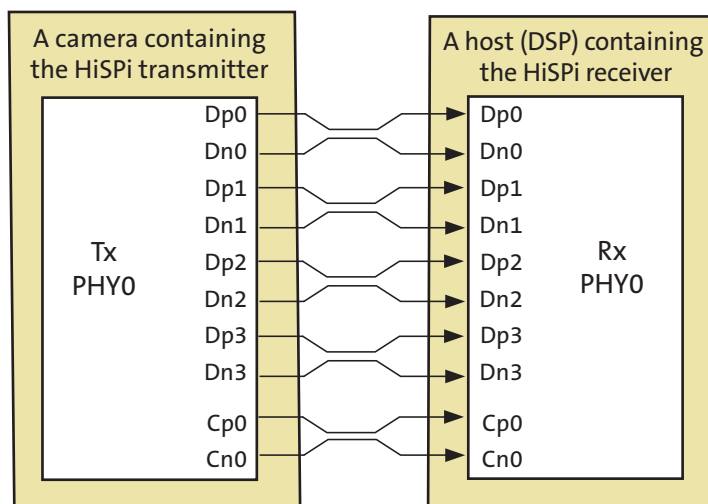 A camera containing
the HiSPi transmitter
Dp0
Dn0
Dp1
Dn1
Dp2
Dn2
Dp3
Dn3
Cp0
Cn0
Tx
PHY0
A host (DSP) containing
the HiSPi receiver
Dp0
Dn0
Dp1
Dn1
Dp2
Dn2
Dp3
Dn3
Cp0
Cn0
Rx
PHY0